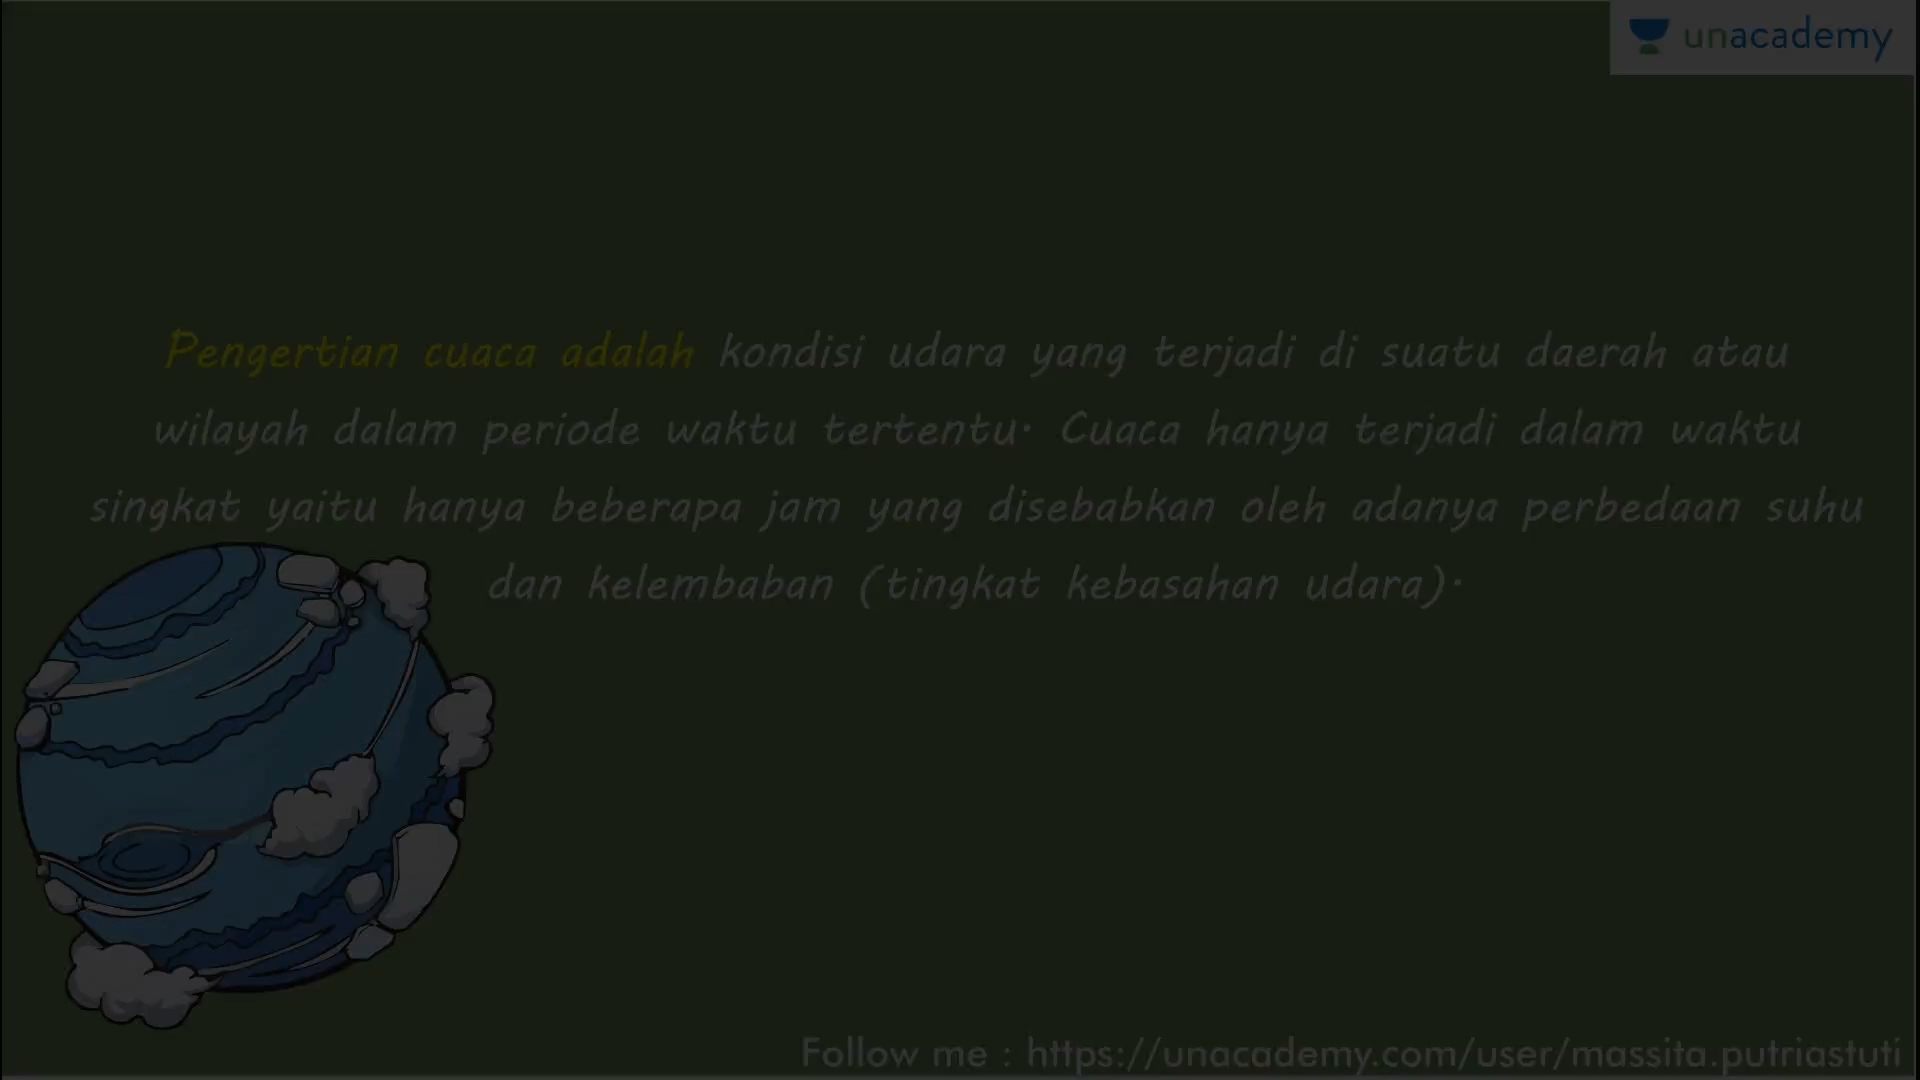 unacademy
Pengertian cuaca adalah kondisi udara yang terjadi di suatu daerah atau
wilayah dalam periode waktu tertentu. Cuaca hanya terjadi dalam waktu
singkat yaitu hanya beberapa jam yang disebabkan oleh adanya perbedaan suhu
dan kelembaban (tingkat kebasahan udara).
Follow me : https://unacademy.com/user/massita.putriastuti